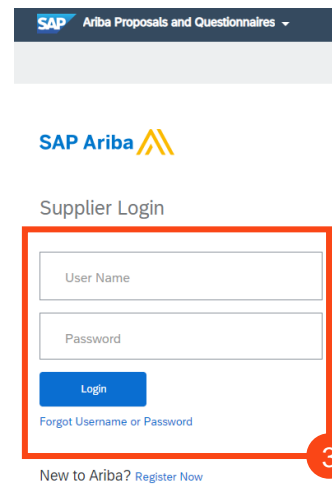 SAP Ariba Proposals and Questionnaires
SAP Ariba
Supplier Login
User Name
Password
Login
Forgot Username or Password
3
New to Ariba? Register Now